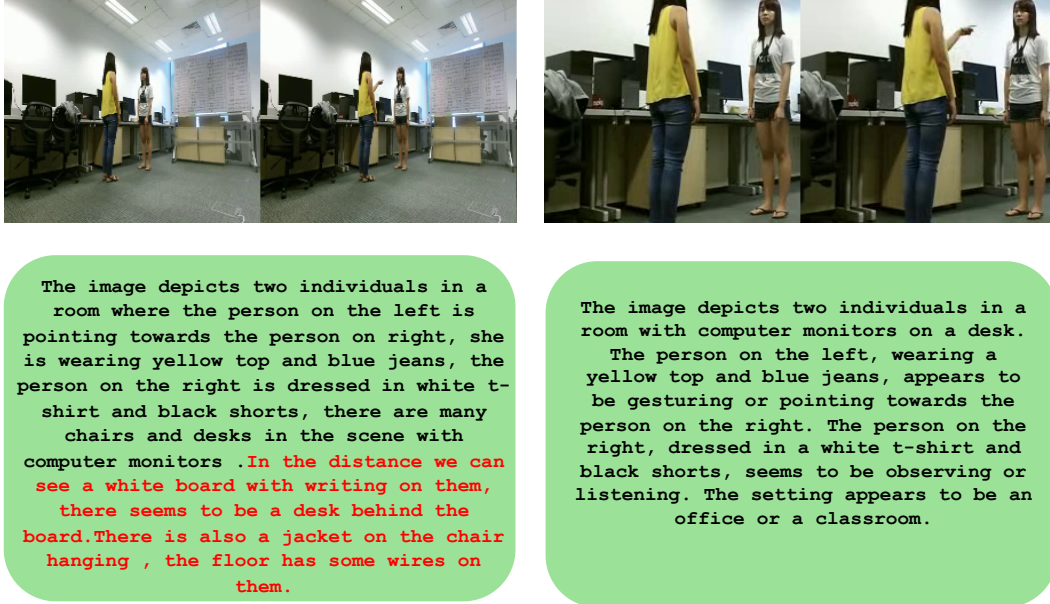 The image depicts two individuals in a
room where the person on the left is
pointing towards the person on right, she
is wearing yellow top and blue jeans, the
person on the right is dressed in white t-
shirt and black shorts, there are many
chairs and desks in the scene with
computer monitors .In the distance we can
see a white board with writing on them,
there seems to be a desk behind the
board.There is also a jacket on the chair
hanging , the floor has some wires on
them.
The image depicts two individuals in a
room with computer monitors on a desk.
The person on the left, wearing a
yellow top and blue jeans, appears to
be gesturing or pointing towards the
person on the right. The person on the
right, dressed in a white t-shirt and
black shorts, seems to be observing or
listening. The setting appears to be an
office or a classroom.